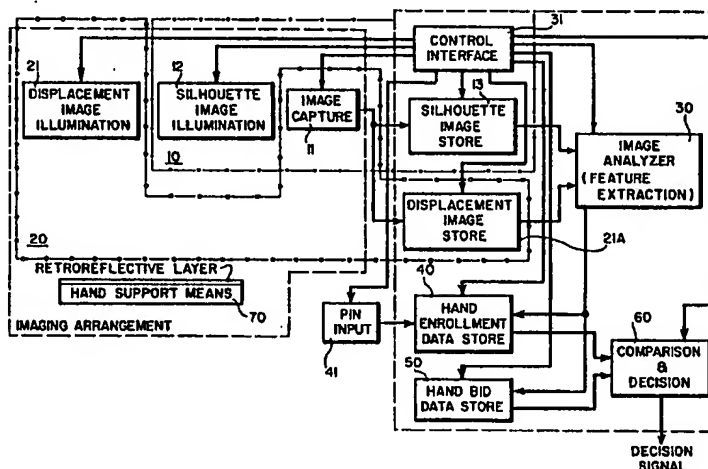 31
CONTROL
INTERFACE
21
DISPLACEMENT
IMAGE
ILLUMINATION
12
SILHOUETTE
IMAGE
ILLUMINATION
IMAGE
CAPTURE
11
10
13
SILHOUETTE
IMAGE
STORE
30
IMAGE
ANALYZER
(FEATURE
EXTRACTION)
DISPLACEMENT
IMAGE
STORE
21A
20
RETROREFLECTIVE LAYER
HAND SUPPORT MEANS
70
IMAGING ARRANGEMENT
PIN
INPUT
41
40
HAND
ENROLLMENT
DATA STORE
50
HAND BID
DATA STORE
60
COMPARISON
&
DECISION
DECISION
SIGNAL